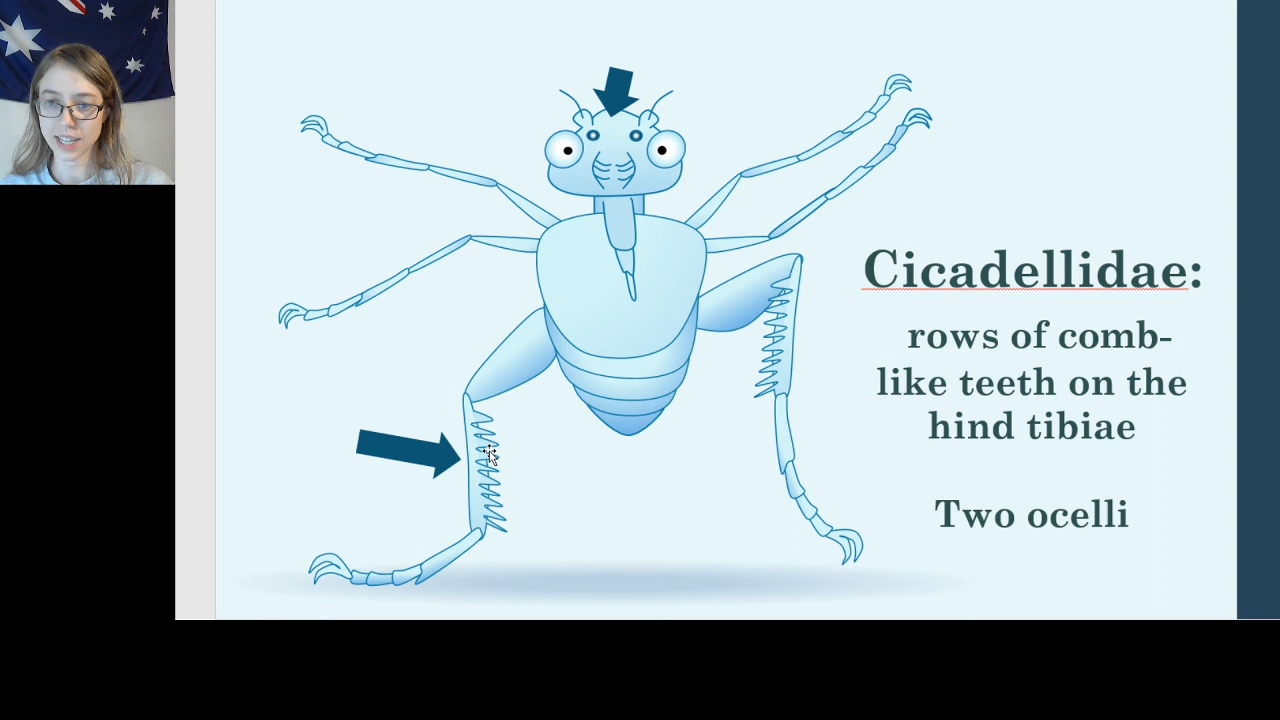 Cicadellidae:
rows of comb-
like teeth on the
hind tibiae
Two ocelli